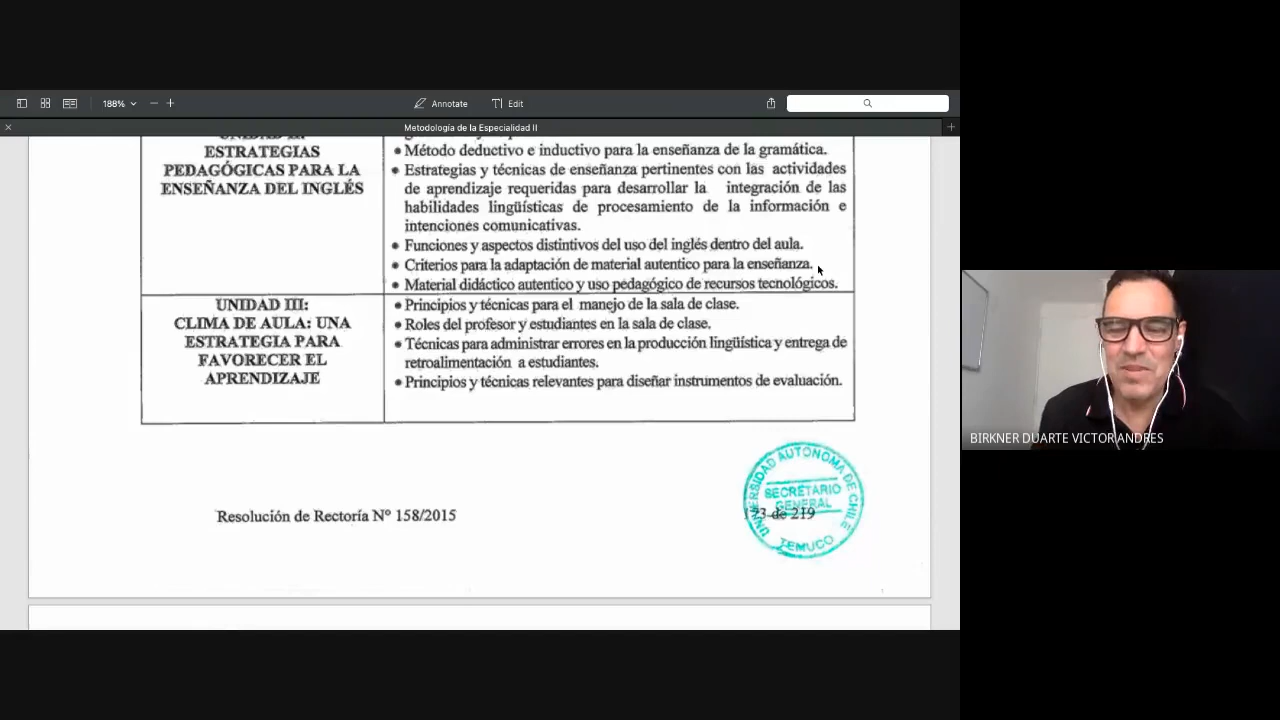 188%
Annotate
Edit
Metodología de la Especialidad II
ESTRATEGIAS
PEDAGÓGICAS PARA LA
ENSEÑANZA DEL INGLÉS
• Método deductivo e inductivo para la enseñanza de la gramática.
• Estrategias y técnicas de enseñanza pertinentes con las actividades
de aprendizaje requeridas para desarrollar la integración de las
habilidades lingüísticas de procesamiento de la información e
intenciones comunicativas.
• Funciones y aspectos distintivos del uso del inglés dentro del aula.
• Criterios para la adaptación de material autentico para la enseñanza.
• Material didáctico autentico y uso pedagógico de recursos tecnológicos.
UNIDAD III:
CLIMA DE AULA: UNA
ESTRATEGIA PARA
FAVORECER EL
APRENDIZAJE
• Principios y técnicas para el manejo de la sala de clase.
• Roles del profesor y estudiantes en la sala de clase.
• Técnicas para administrar errores en la producción lingüística y entrega de
retroalimentación a estudiantes.
• Principios y técnicas relevantes para diseñar instrumentos de evaluación.
Resolución de Rectoría Nº 158/2015
173 de 219
UNIVERSIDAD AUTONOMA DE CHILE
SECRETARIO
GENERAL
TEMUCO
BIRKNER DUARTE VICTOR ANDRES